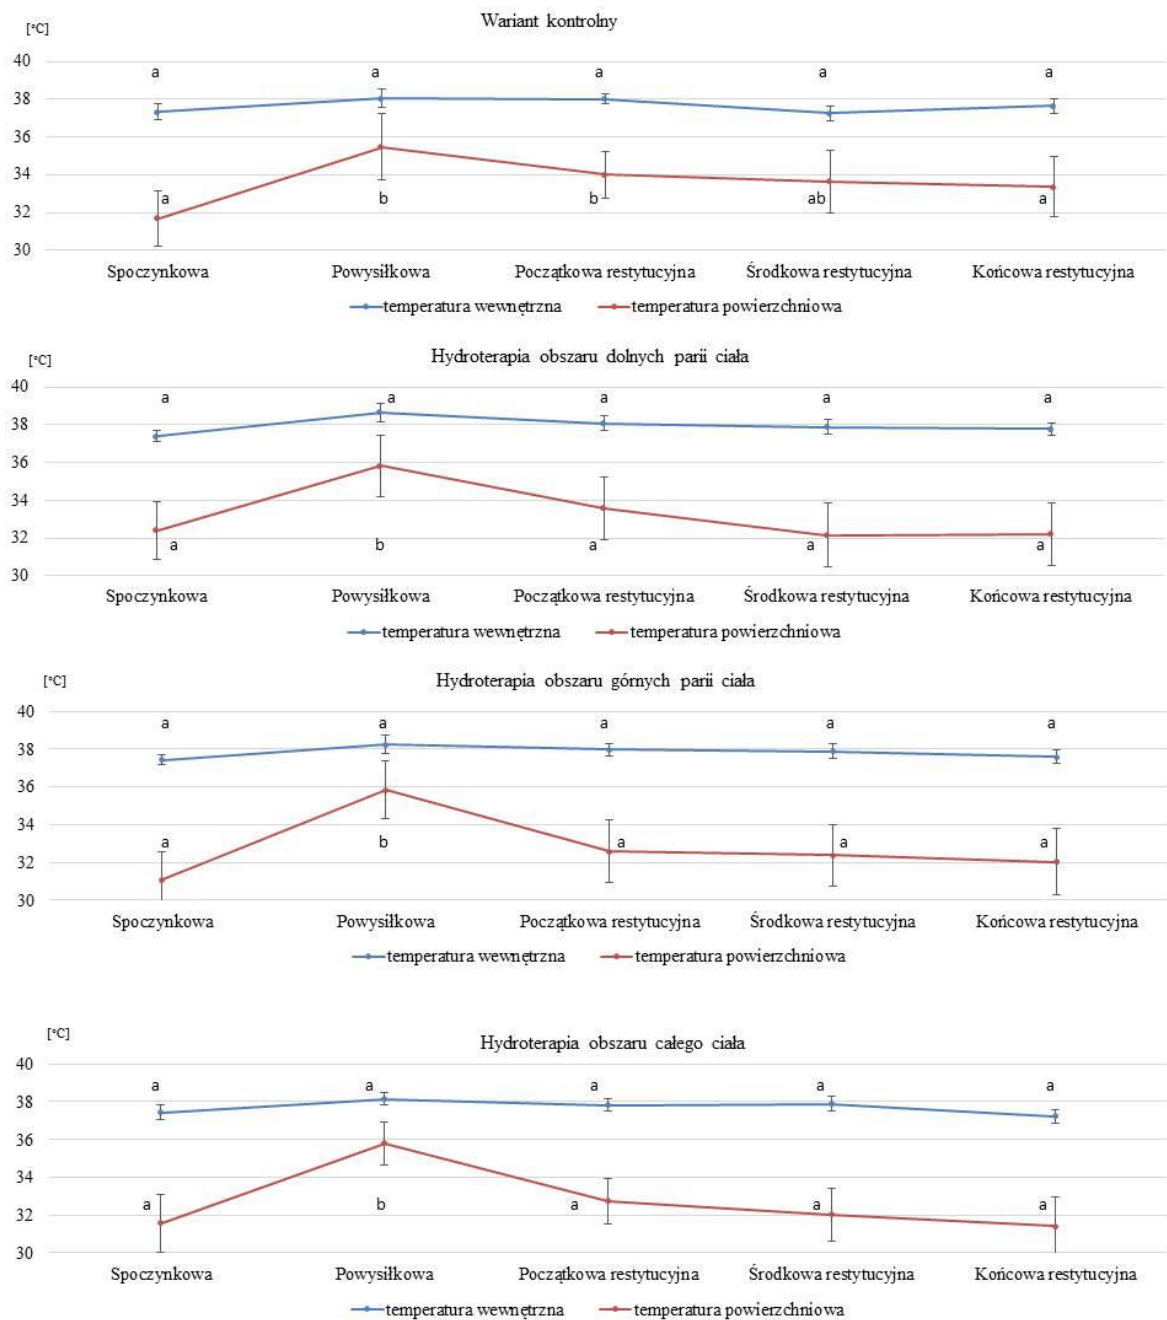 Wariant kontrolny
[°C]
40
a a a a a
38
36
34
a b b ab a
32
30
Spoczynkowa Powysiłkowa Początkowa restytucyjna Środkowa restytucyjna Końcowa restytucyjna
temperatura wewnętrzna temperatura powierzchniowa
Hydroterapia obszaru dolnych parii ciała
[°C]
40
a a a a a
38
36
34
32
a b a a a
30
Spoczynkowa Powysiłkowa Początkowa restytucyjna Środkowa restytucyjna Końcowa restytucyjna
temperatura wewnętrzna temperatura powierzchniowa
Hydroterapia obszaru górnych parii ciała
[°C]
40
a a a a a
38
36
34
a b a a a
32
30
Spoczynkowa Powysiłkowa Początkowa restytucyjna Środkowa restytucyjna Końcowa restytucyjna
temperatura wewnętrzna temperatura powierzchniowa
[°C]
Hydroterapia obszaru całego ciała
40
a a a a a
38
36
34
a b a a a
32
30
Spoczynkowa Powysiłkowa Początkowa restytucyjna Środkowa restytucyjna Końcowa restytucyjna
temperatura wewnętrzna temperatura powierzchniowa